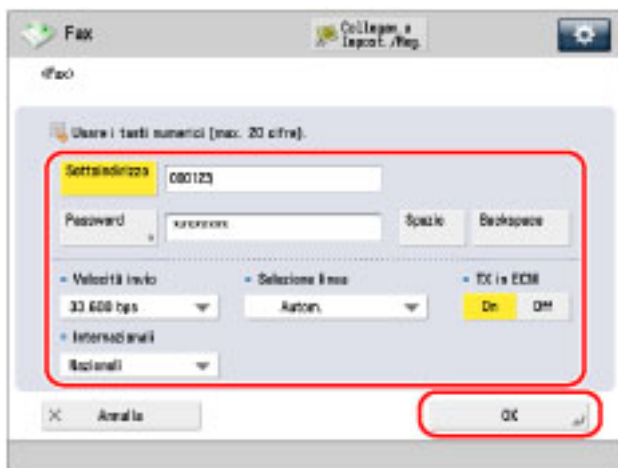 Fax
Collegam. a
Impost./Reg.
<Fax>
Usare i tasti numerici (max. 20 cifre).
Sottoindirizzo
000123
Password
Spazio
Backspace
Velocità invio
Selezione linea
TX in ECM
33.600 bps
Autom.
On
Off
Internazionali
Nazionali
× Annulla
OK